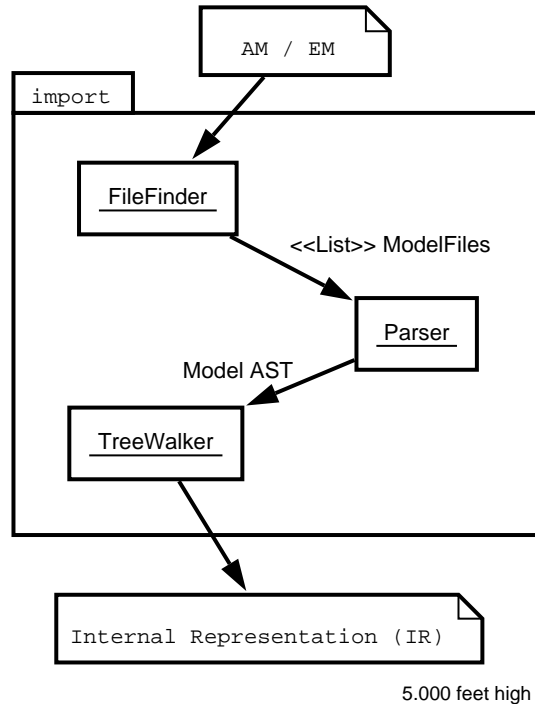 AM / EM
import
FileFinder
<<List>> ModelFiles
Parser
Model AST
TreeWalker
Internal Representation (IR)
5.000 feet high